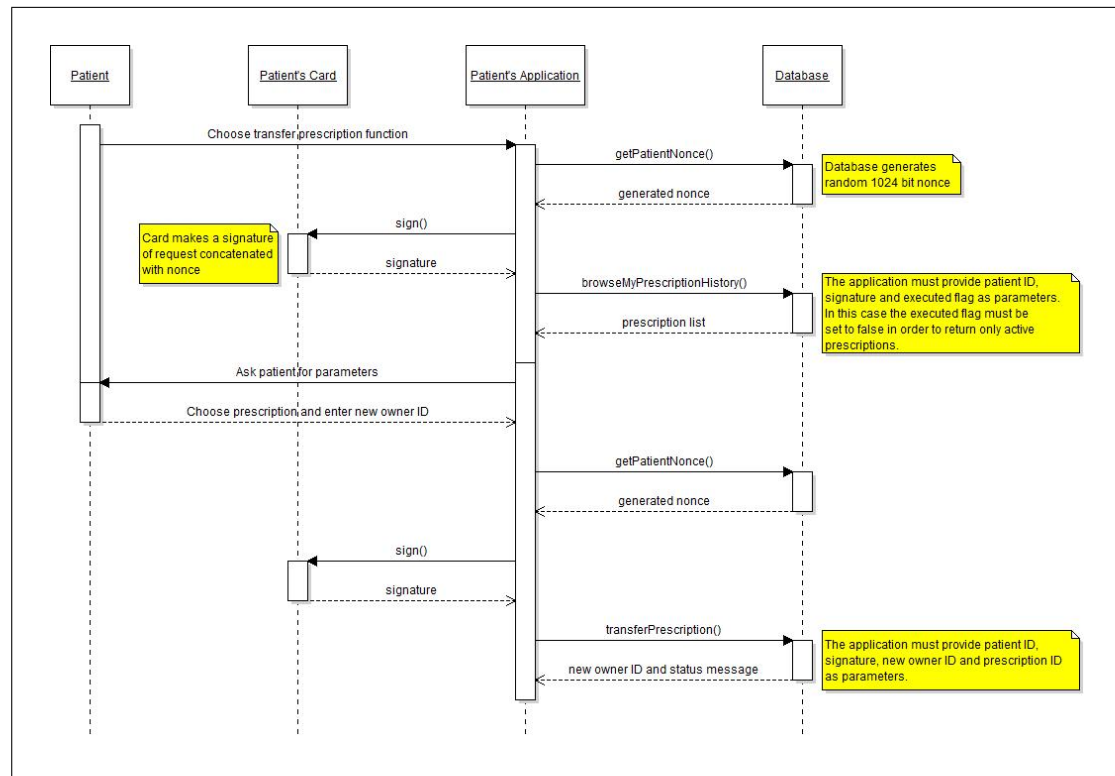 Patient
Patient's Card
Patient's Application
Database
Choose transfer prescription function
getPatientNonce()
Database generates
random 1024 bit nonce
generated nonce
sign()
Card makes a signature
of request concatenated
with nonce
signature
browseMyPrescriptionHistory()
The application must provide patient ID,
signature and executed flag as parameters.
In this case the executed flag must be
set to false in order to return only active
prescriptions.
prescription list
Ask patient for parameters
Choose prescription and enter new owner ID
getPatientNonce()
generated nonce
sign()
signature
transferPrescription()
The application must provide patient ID,
signature, new owner ID and prescription ID
as parameters.
new owner ID and status message